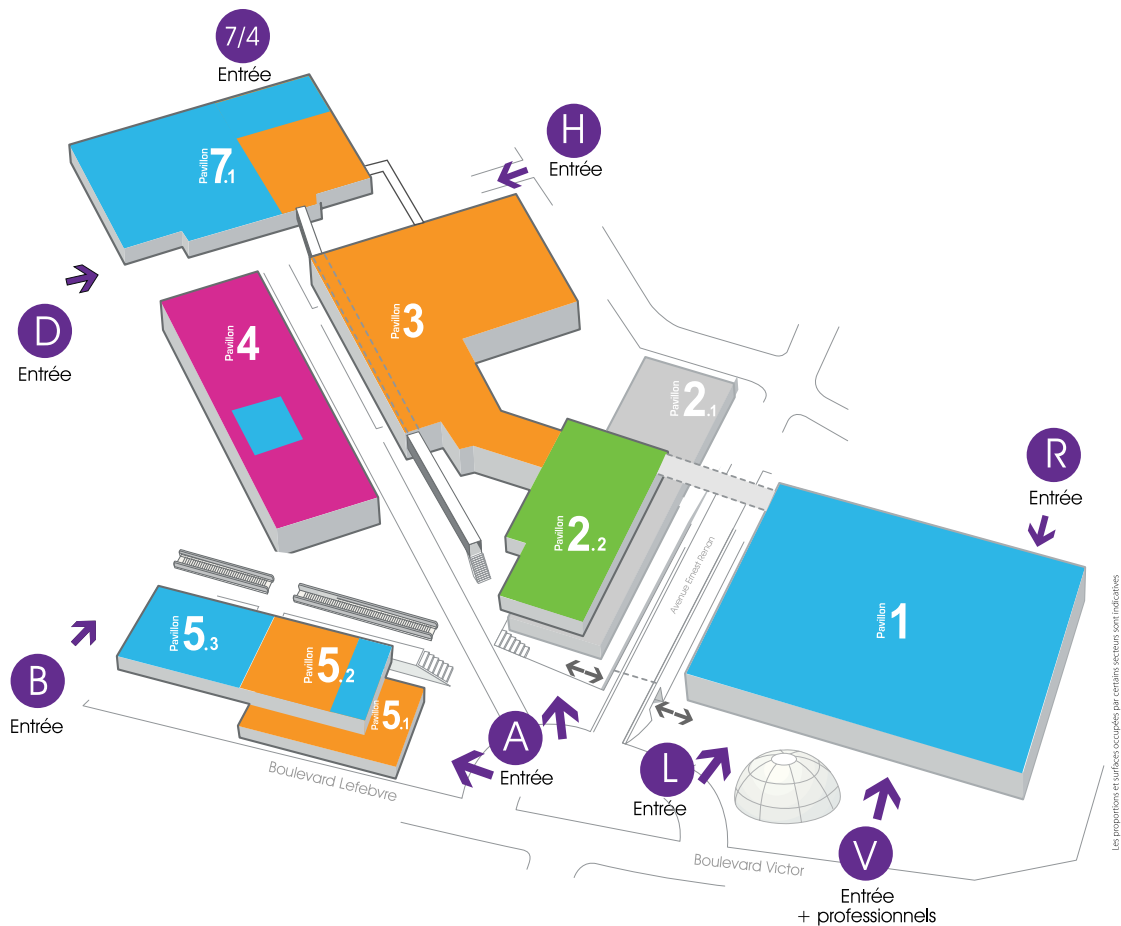 7/4
Entrée
H
Entrée
Pavillon 7.1
D
Entrée
Pavillon 3
Pavillon 4
Pavillon 2.1
R
Entrée
Pavillon 2.2
Avenue Ernest Renan
Pavillon 1
Pavillon 5.3
Pavillon 5.2
Pavillon 5.1
B
Entrée
A
Entrée
Boulevard Lefebvre
L
Entrée
V
Entrée
+ professionnels
Boulevard Victor
Les proportions et surfaces occupées par certains secteurs sont indicatives